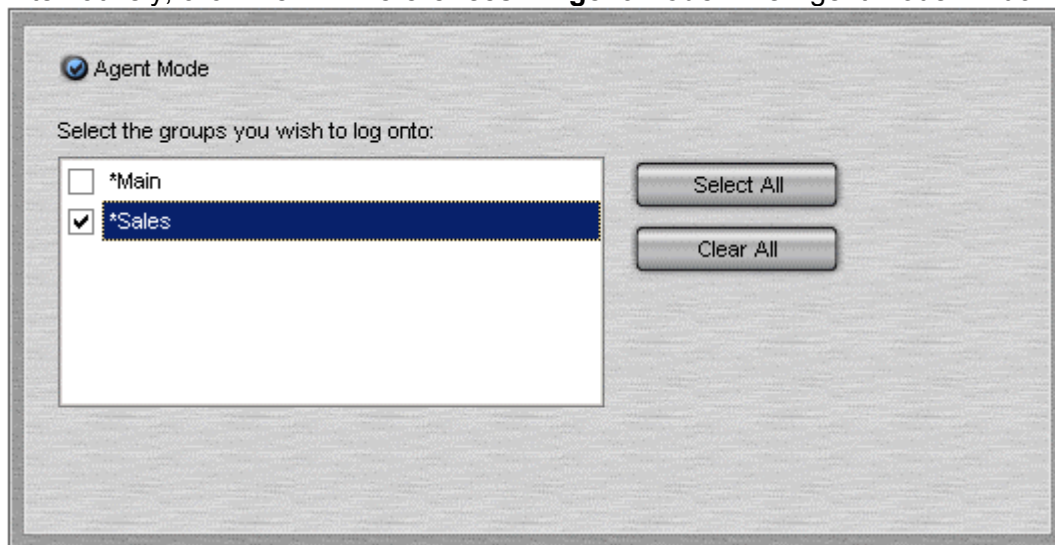 Agent Mode
Select the groups you wish to log onto:
*Main
*Sales
Select All
Clear All